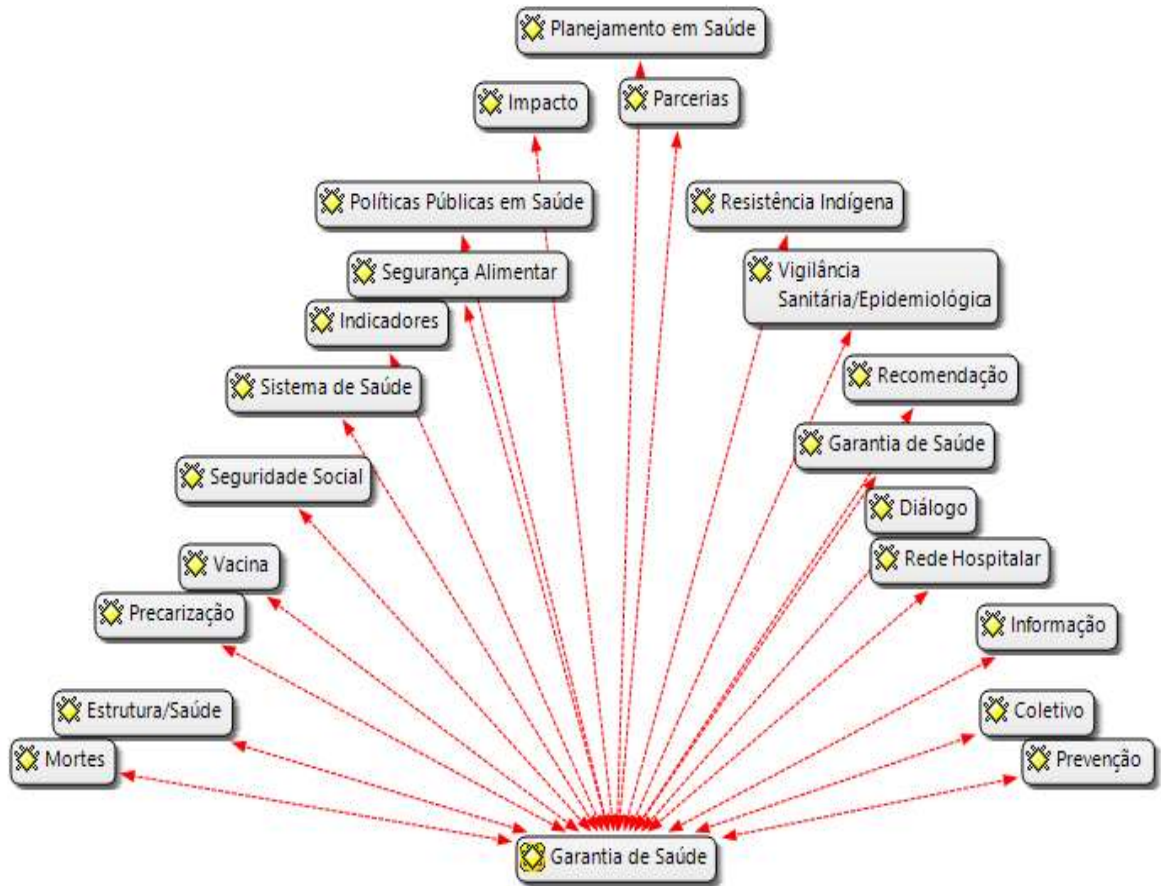 Planejamento em Saúde
Impacto
Parcerias
Políticas Públicas em Saúde
Resistência Indígena
Segurança Alimentar
Vigilância
Sanitária/Epidemiológica
Indicadores
Sistema de Saúde
Recomendação
Garantia de Saúde
Seguridade Social
Diálogo
Rede Hospitalar
Vacina
Precarização
Informação
Estrutura/Saúde
Coletivo
Mortes
Prevenção
Garantia de Saúde